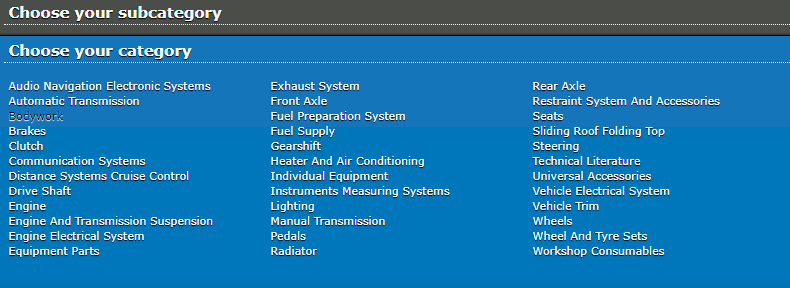 Choose your subcategory
Choose your category
Audio Navigation Electronic Systems
Automatic Transmission
Bodywork
Brakes
Clutch
Communication Systems
Distance Systems Cruise Control
Drive Shaft
Engine
Engine And Transmission Suspension
Engine Electrical System
Equipment Parts
Exhaust System
Front Axle
Fuel Preparation System
Fuel Supply
Gearshift
Heater And Air Conditioning
Individual Equipment
Instruments Measuring Systems
Lighting
Manual Transmission
Pedals
Radiator
Rear Axle
Restraint System And Accessories
Seats
Sliding Roof Folding Top
Steering
Technical Literature
Universal Accessories
Vehicle Electrical System
Vehicle Trim
Wheels
Wheel And Tyre Sets
Workshop Consumables